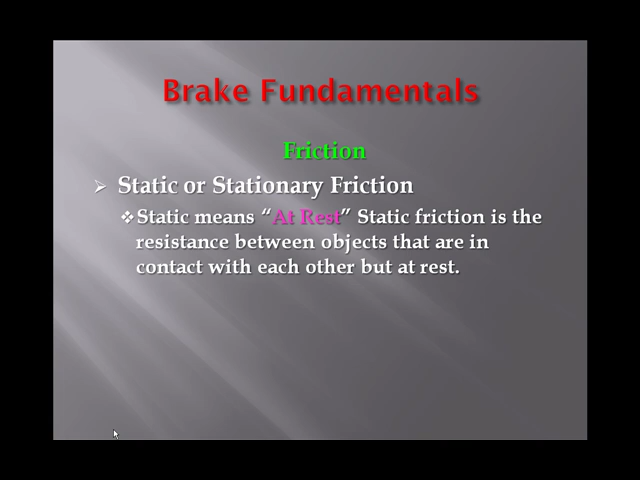 Brake Fundamentals
Friction
Static or Stationary Friction
Static means “At Rest” Static friction is the
resistance between objects that are in
contact with each other but at rest.